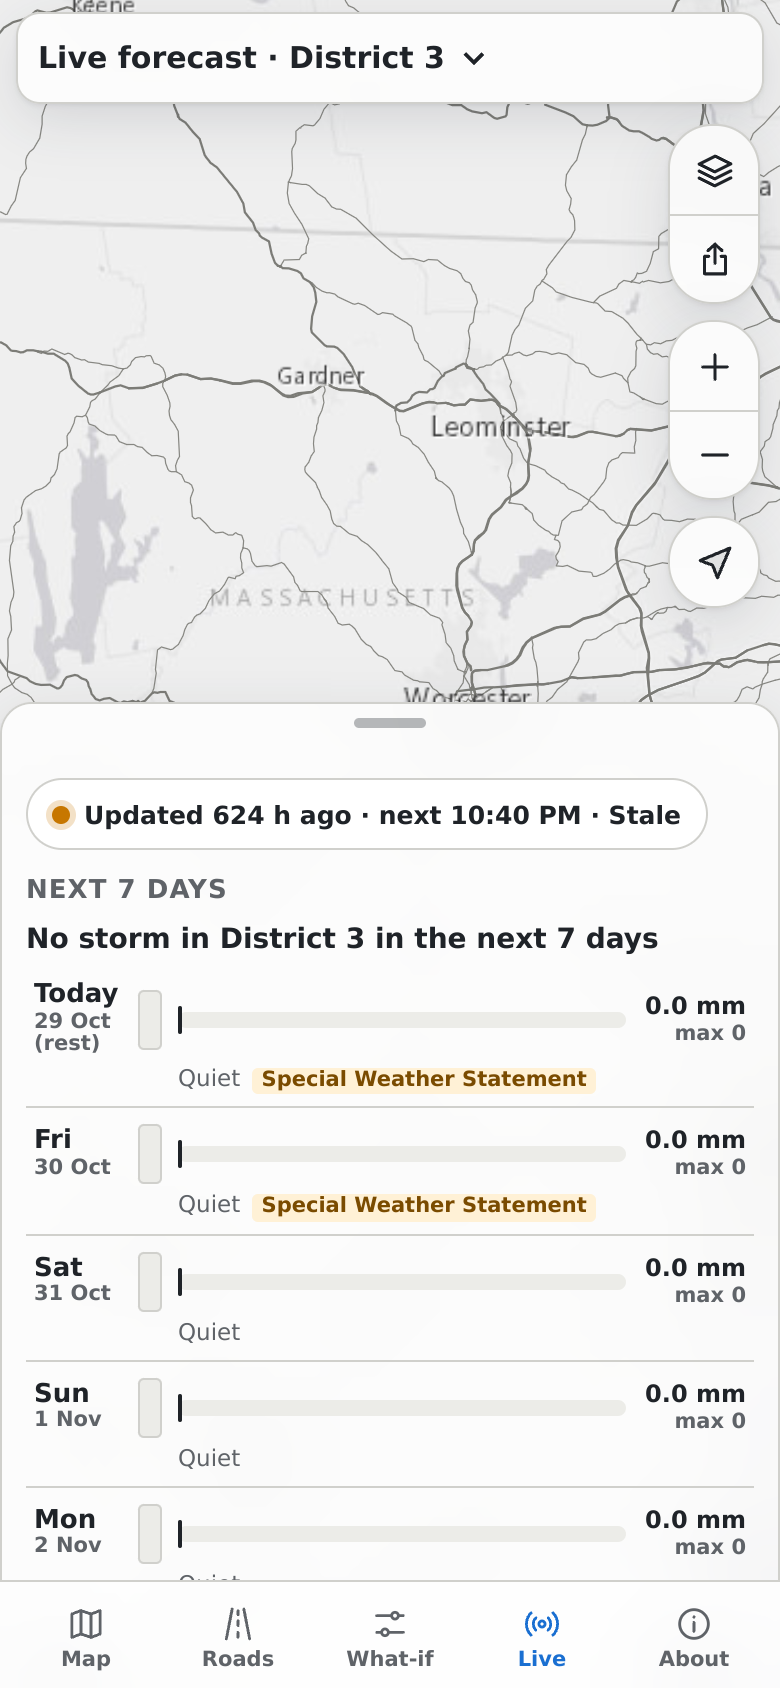 Keene
Live forecast · District 3
a
Gardner
Leominster
MASSACHUSETTS
Worcester
Updated 624 h ago · next 10:40 PM · Stale
NEXT 7 DAYS
No storm in District 3 in the next 7 days
Today
29 Oct
(rest)
0.0 mm
max 0
Quiet Special Weather Statement
Fri
30 Oct
0.0 mm
max 0
Quiet Special Weather Statement
Sat
31 Oct
0.0 mm
max 0
Quiet
Sun
1 Nov
0.0 mm
max 0
Quiet
Mon
2 Nov
0.0 mm
max 0
Map Roads What-if Live About